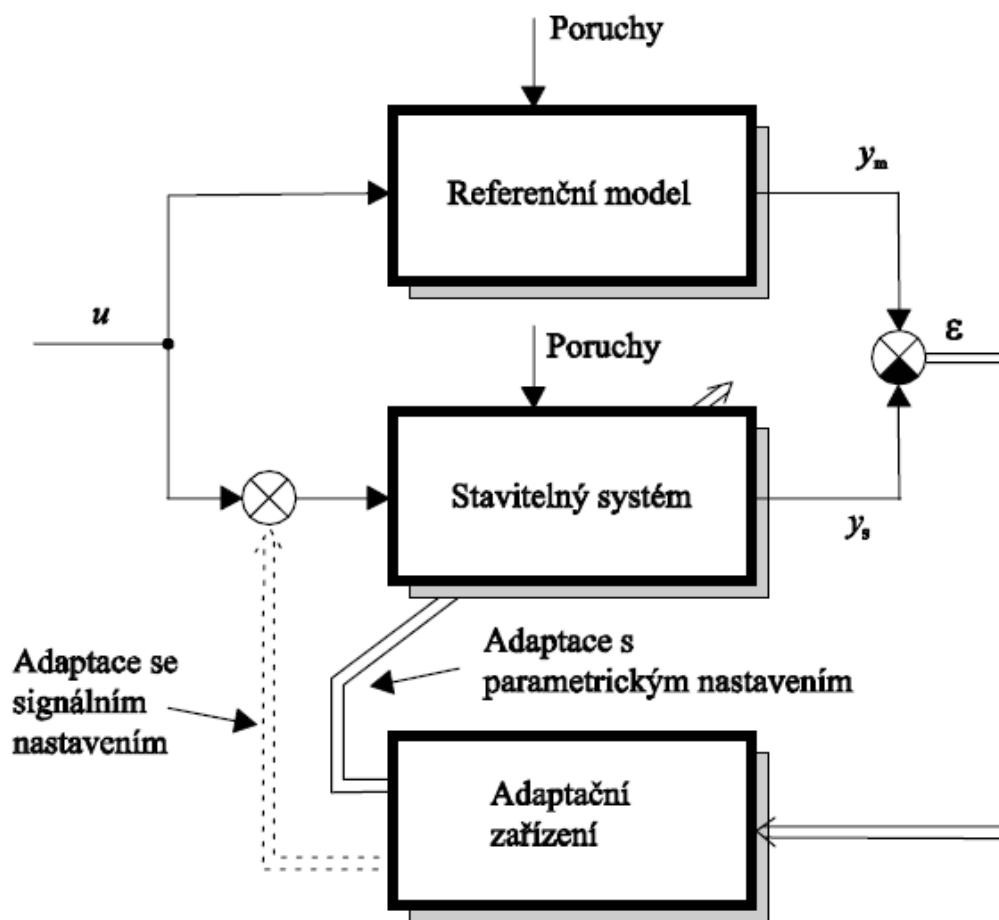 Poruchy
Referenční model
y_m
u
ε
Poruchy
Stavitelný systém
y_s
Adaptace se
signálním
nastavením
Adaptace s
parametrickým nastavením
Adaptační
zařízení